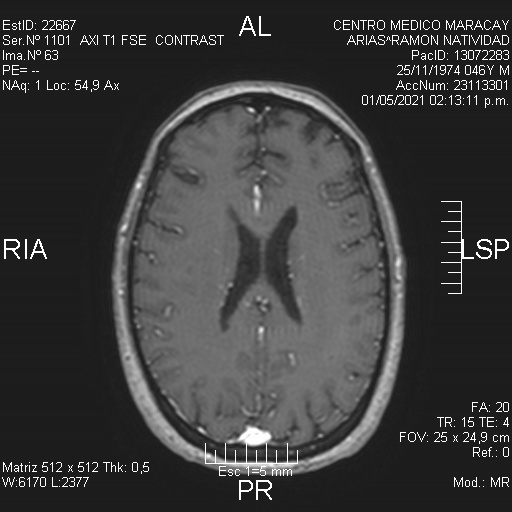 EstID: 22667
Ser.Nº 1101 AXI T1 FSE CONTRAST
Ima.Nº 63
PE= --
NAq: 1 Loc: 54,9 Ax
AL
CENTRO MEDICO MARACAY
ARIAS^RAMON NATIVIDAD
PacID: 13072283
25/11/1974 046Y M
AccNum: 23113301
01/05/2021 02:13:11 p.m.
RIA
LSP
FA: 20
TR: 15 TE: 4
FOV: 25 x 24,9 cm
Ref.: 0
Mod.: MR
Matriz 512 x 512 Thk: 0,5
W:6170 L:2377
Esc 1=5 mm
PR